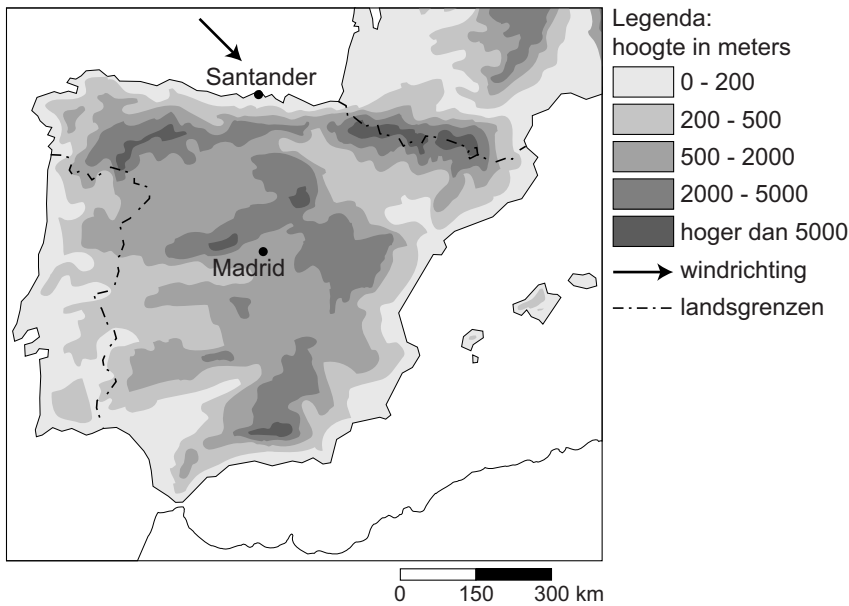 Santander
Madrid
Legenda:
hoogte in meters
0 - 200
200 - 500
500 - 2000
2000 - 5000
hoger dan 5000
windrichting
landsgrenzen
0 150 300 km